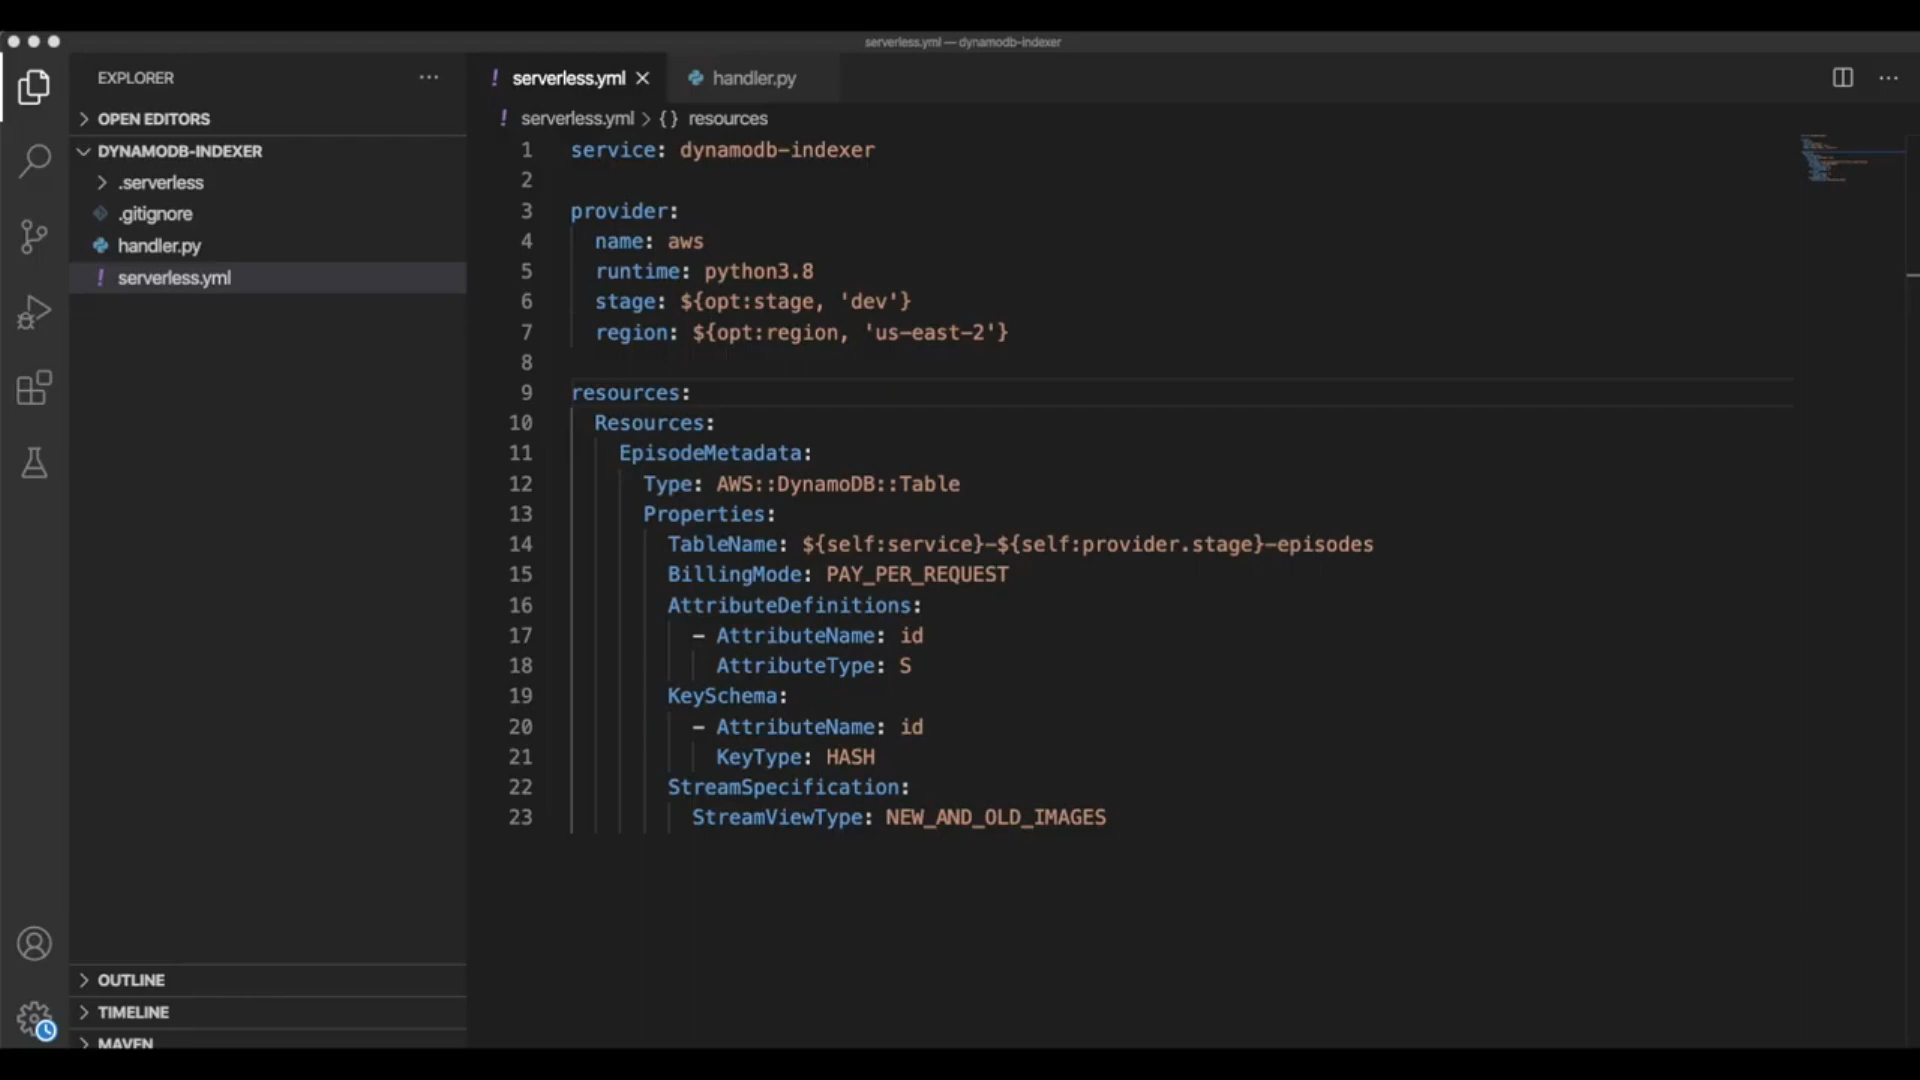 serverless.yml — dynamodb-indexer
EXPLORER
OPEN EDITORS
DYNAMODB-INDEXER
.serverless
.gitignore
handler.py
serverless.yml
OUTLINE
TIMELINE
MAVEN
serverless.yml
handler.py
serverless.yml > {} resources
1 service: dynamodb-indexer
2
3 provider:
4 name: aws
5 runtime: python3.8
6 stage: ${opt:stage, 'dev'}
7 region: ${opt:region, 'us-east-2'}
8
9 resources:
10 Resources:
11 EpisodeMetadata:
12 Type: AWS::DynamoDB::Table
13 Properties:
14 TableName: ${self:service}-${self:provider.stage}-episodes
15 BillingMode: PAY_PER_REQUEST
16 AttributeDefinitions:
17 - AttributeName: id
18 AttributeType: S
19 KeySchema:
20 - AttributeName: id
21 KeyType: HASH
22 StreamSpecification:
23 StreamViewType: NEW_AND_OLD_IMAGES